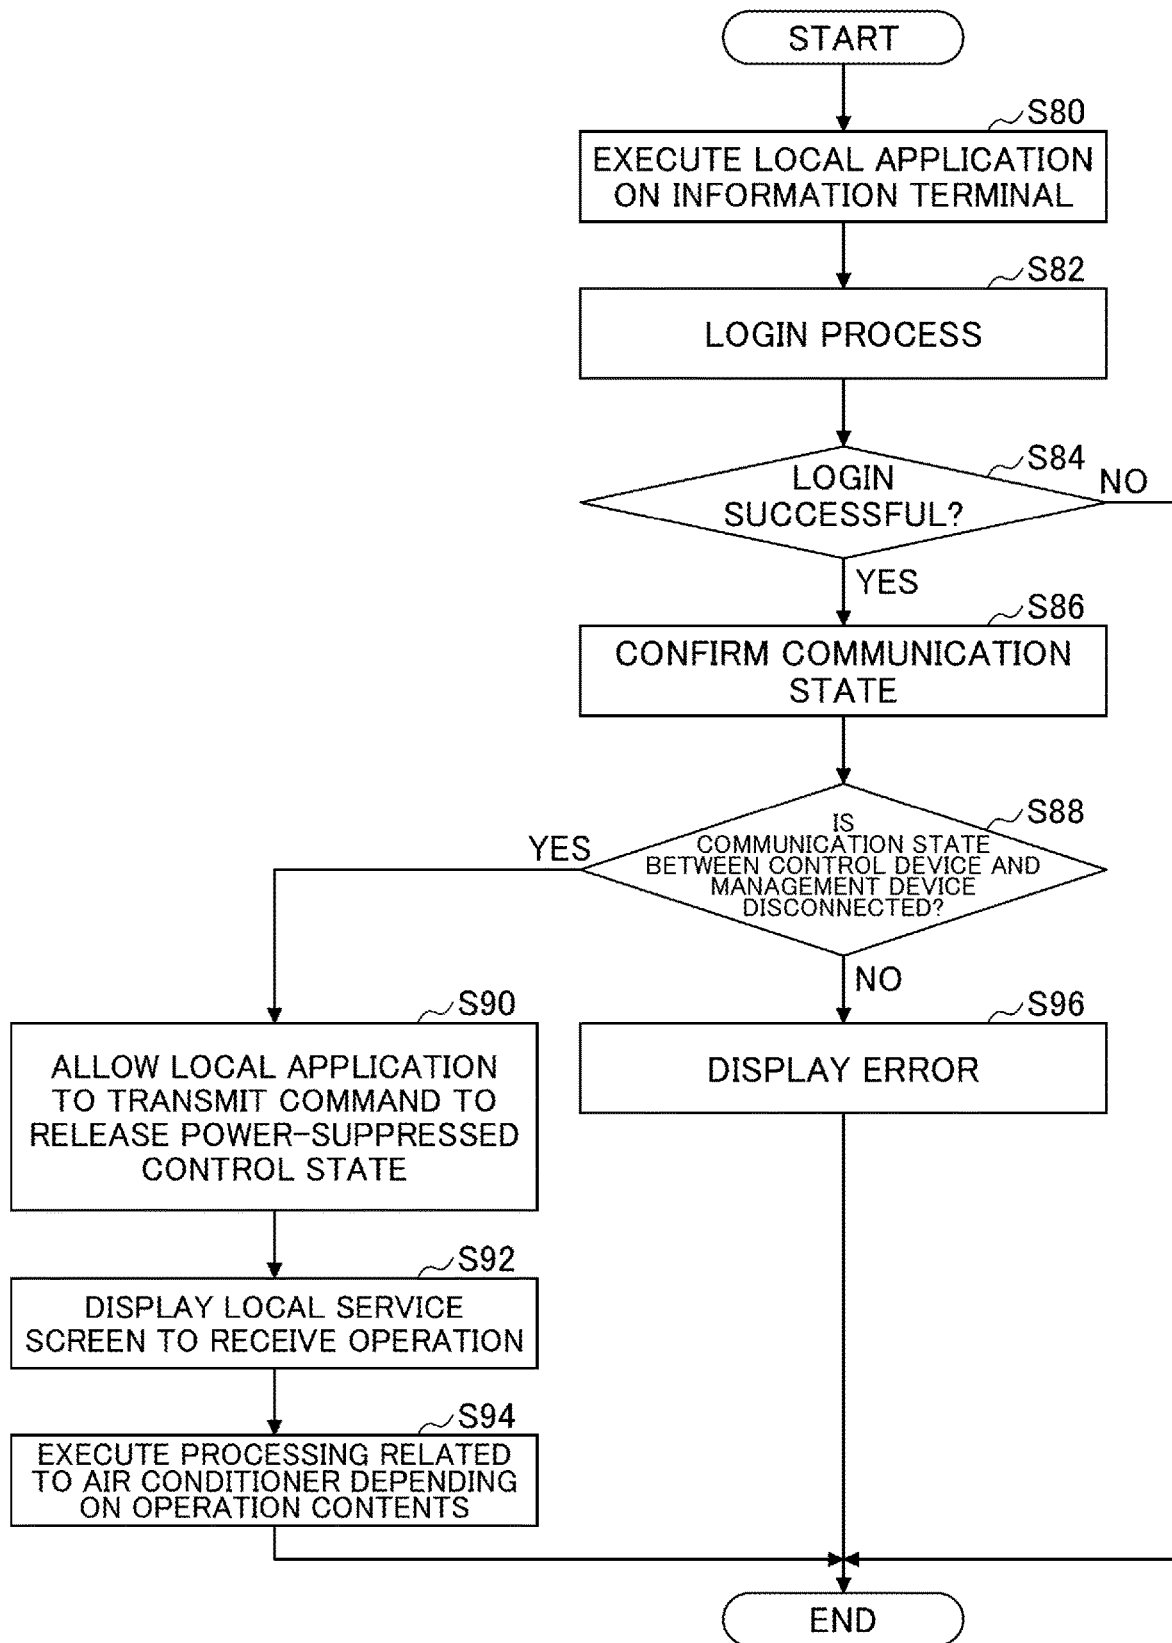 START
S80
EXECUTE LOCAL APPLICATION
ON INFORMATION TERMINAL
S82
LOGIN PROCESS
S84
LOGIN
SUCCESSFUL?
NO
YES
S86
CONFIRM COMMUNICATION
STATE
S88
IS
COMMUNICATION STATE
BETWEEN CONTROL DEVICE AND
MANAGEMENT DEVICE
DISCONNECTED?
YES
NO
S90
ALLOW LOCAL APPLICATION
TO TRANSMIT COMMAND TO
RELEASE POWER-SUPPRESSED
CONTROL STATE
S96
DISPLAY ERROR
S92
DISPLAY LOCAL SERVICE
SCREEN TO RECEIVE OPERATION
S94
EXECUTE PROCESSING RELATED
TO AIR CONDITIONER DEPENDING
ON OPERATION CONTENTS
END